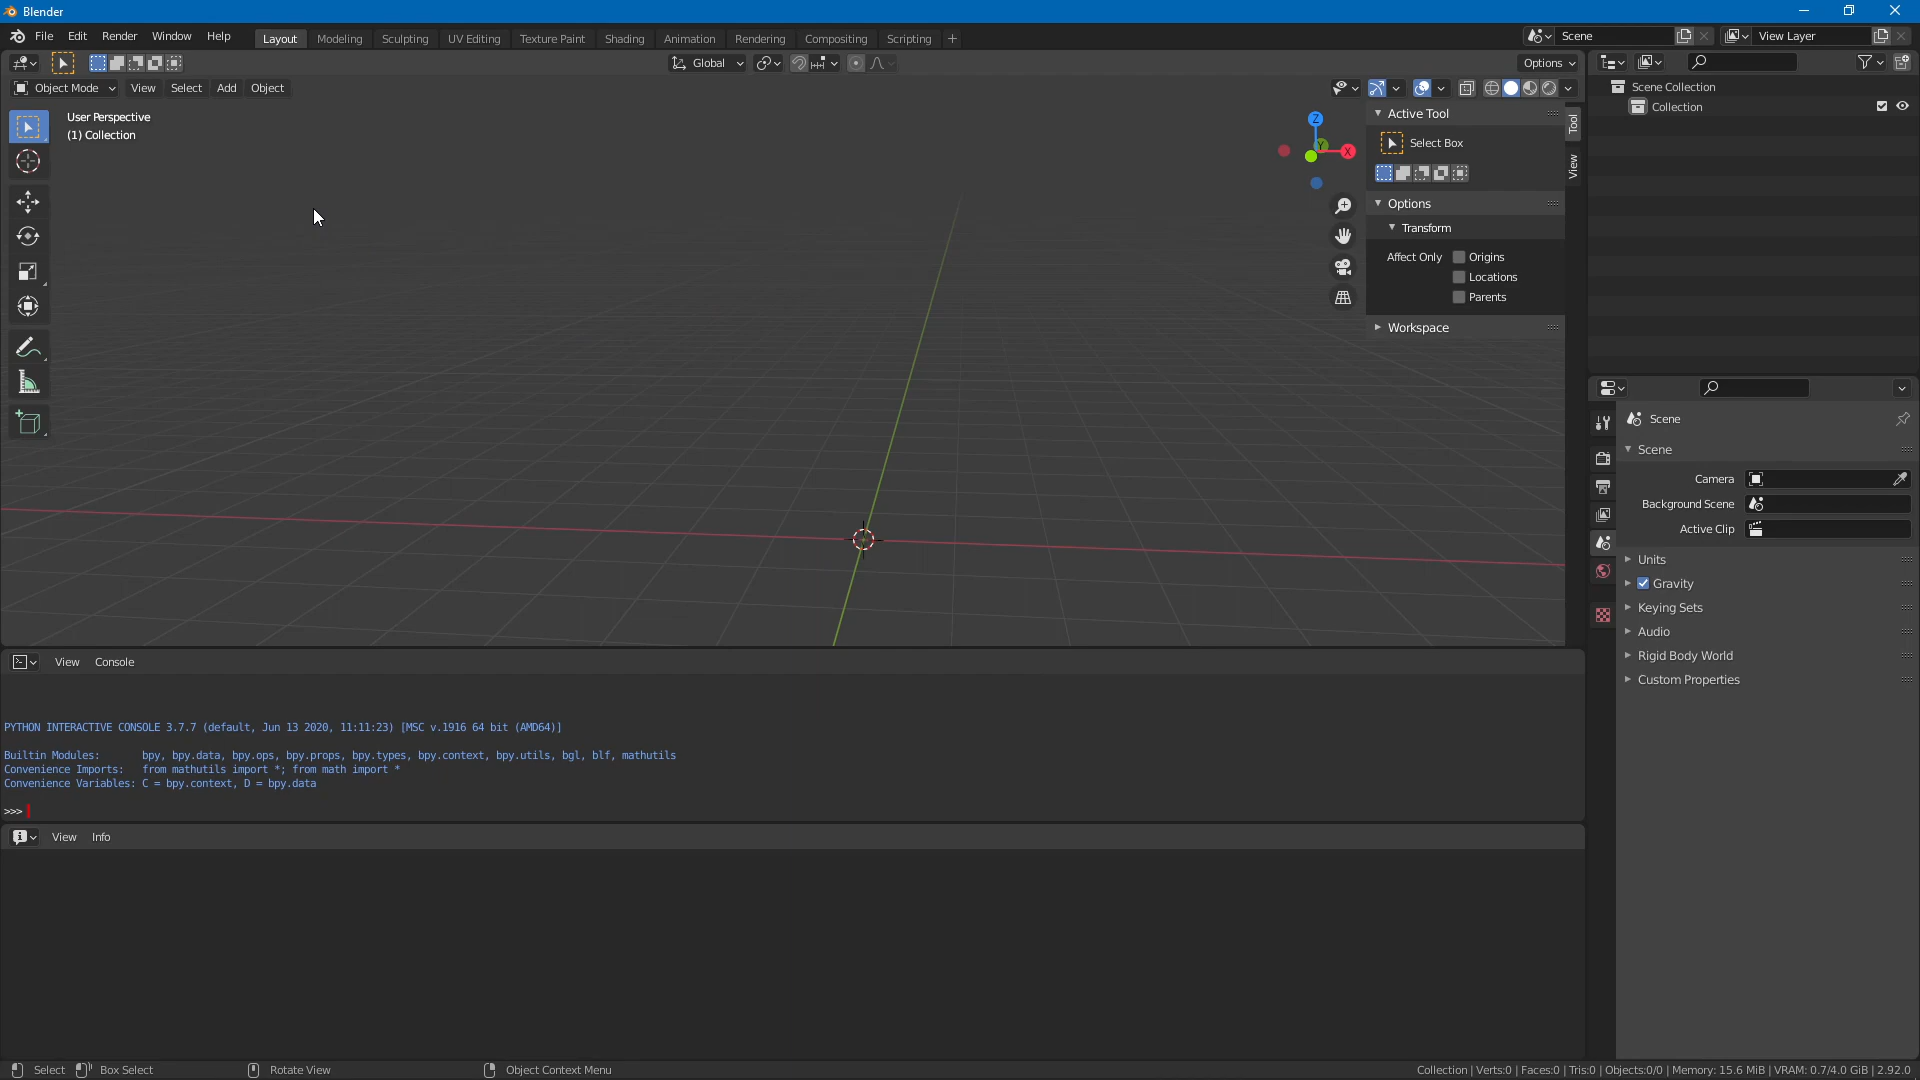 Blender
File Edit Render Window Help Layout Modeling Sculpting UV Editing Texture Paint Shading Animation Rendering Compositing Scripting + Scene View Layer
Global Options
Object Mode View Select Add Object
User Perspective
(1) Collection
Z
Y
X
Active Tool
Select Box
Options
Transform
Affect Only Origins
Locations
Parents
Workspace
Tool
View
Scene Collection
Collection
Scene
Scene
Camera
Background Scene
Active Clip
Units
Gravity
Keying Sets
Audio
Rigid Body World
Custom Properties
View Console
PYTHON INTERACTIVE CONSOLE 3.7.7 (default, Jun 13 2020, 11:11:23) [MSC v.1916 64 bit (AMD64)]
Builtin Modules: bpy, bpy.data, bpy.ops, bpy.props, bpy.types, bpy.context, bpy.utils, bgl, blf, mathutils
Convenience Imports: from mathutils import *; from math import *
Convenience Variables: C = bpy.context, D = bpy.data
>>>
View Info
Select Box Select Rotate View Object Context Menu Collection | Verts:0 | Faces:0 | Tris:0 | Objects:0/0 | Memory: 15.6 MiB | VRAM: 0.7/4.0 GiB | 2.92.0